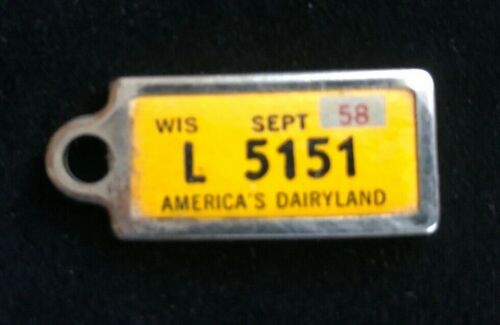 WIS SEPT 58
L 5151
AMERICA'S DAIRYLAND